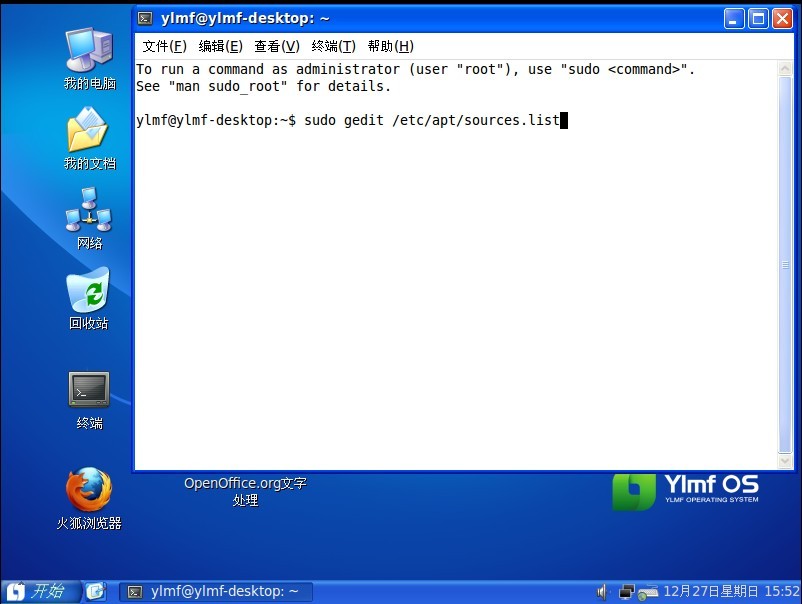 ylmf@ylmf-desktop: ~
文件(F) 编辑(E) 查看(V) 终端(T) 帮助(H)
To run a command as administrator (user "root"), use "sudo <command>".
See "man sudo_root" for details.
ylmf@ylmf-desktop:~$ sudo gedit /etc/apt/sources.list
我的电脑
我的文档
网络
回收站
终端
火狐浏览器
OpenOffice.org文字
处理
Ylmf OS
YLMF OPERATING SYSTEM
开始
ylmf@ylmf-desktop: ~
12月27日星期日 15:52